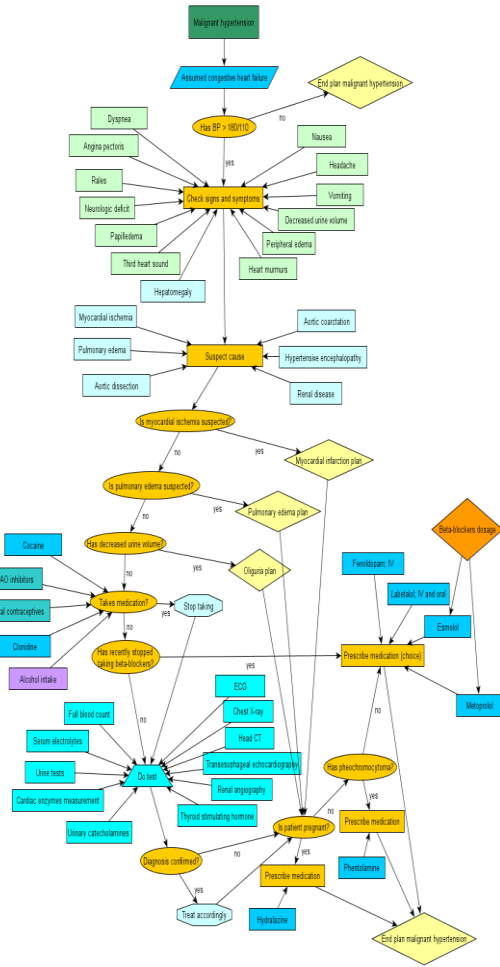 Malignant hypertension
Assumed congestive heart failure
End plan malignant hypertension
Has BP > 180/110
no
yes
Dyspnea
Nausea
Angina pectoris
Headache
Rales
Vomiting
Check signs and symptoms
Neurologic deficit
Decreased urine volume
Papilledema
Peripheral edema
Third heart sound
Heart murmurs
Hepatomegaly
Myocardial ischemia
Aortic coarctation
Pulmonary edema
Suspect cause
Hypertensive encephalopathy
Aortic dissection
Renal disease
Is myocardial ischemia suspected?
no
yes
Myocardial infarction plan
Is pulmonary edema suspected?
no
yes
Pulmonary edema plan
Beta-blockers dosage
Has decreased urine volume?
Cocaine
no
yes
Oliguria plan
Fenoldopam; IV
AO inhibitors
Labetalol; IV and oral
Takes medication?
yes
Stop taking
al contraceptives
Esmolol
Clonidine
no
Has recently stopped
taking beta-blockers?
yes
Prescribe medication (choice)
Alcohol intake
Metoprolol
no
ECG
Full blood count
Chest X-ray
Serum electrolytes
Head CT
no
Urine tests
Do test
Transesophageal echocardiography
Has pheochromocytoma?
Cardiac enzymes measurement
Renal angiography
yes
Urinary catecholamines
Thyroid stimulating hormone
no
Is patient pregnant?
Prescribe medication
Diagnosis confirmed?
no
yes
Prescribe medication
Phentolamine
yes
Treat accordingly
Hydralazine
End plan malignant hypertension